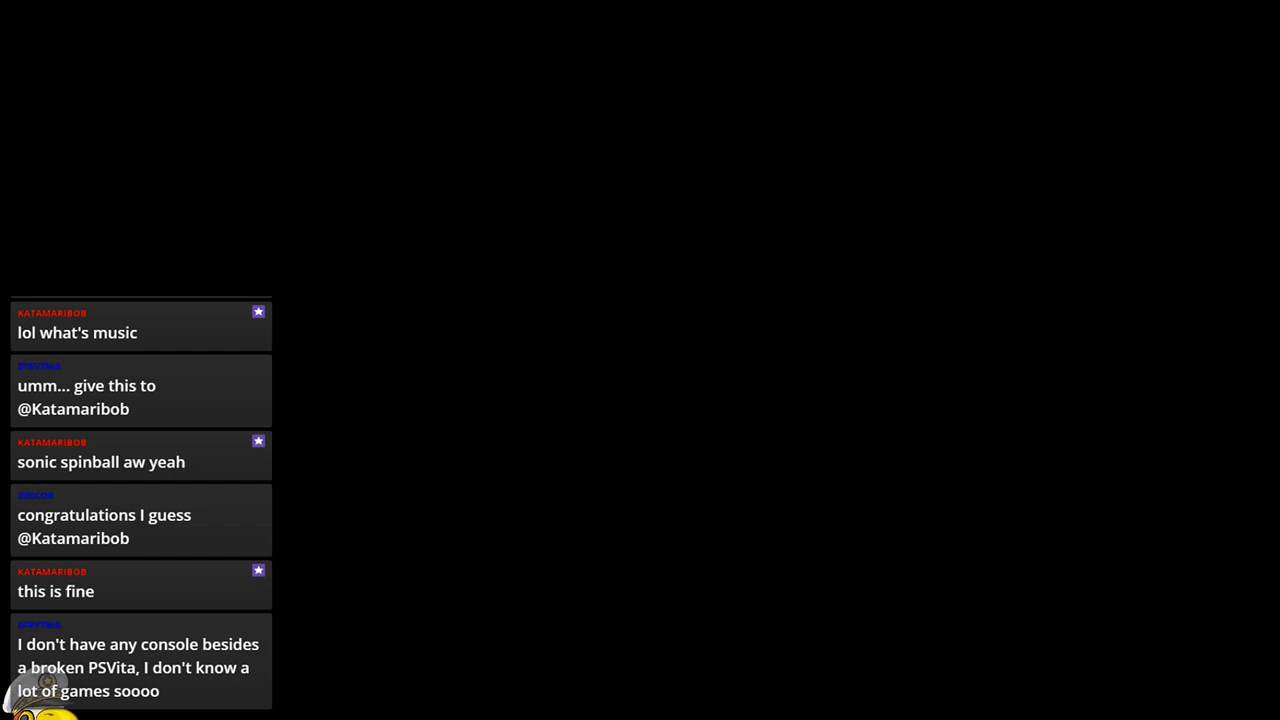 KATAMARIBOB
lol what's music
umm... give this to
@Katamaribob
KATAMARIBOB
sonic spinball aw yeah
congratulations I guess
@Katamaribob
KATAMARIBOB
this is fine
I don't have any console besides
a broken PSVita, I don't know a
lot of games soooo